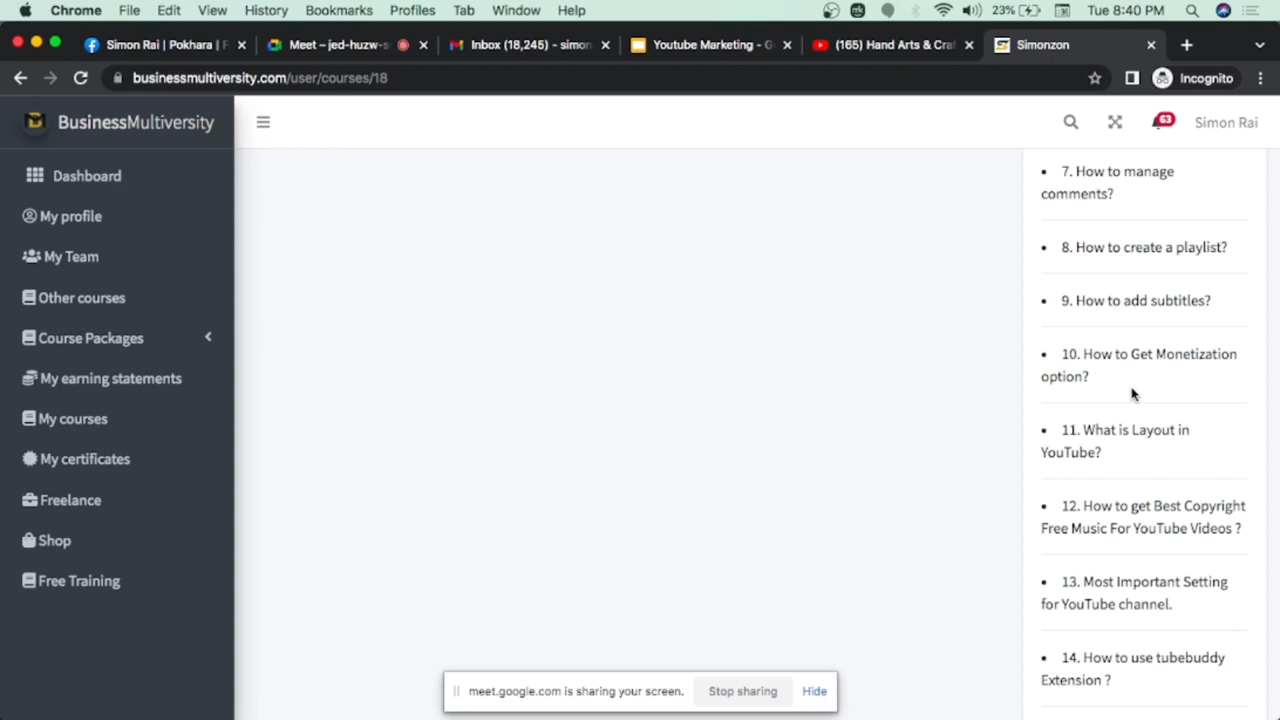 Chrome File Edit View History Bookmarks Profiles Tab Window Help 23% Tue 8:40 PM
Simon Rai | Pokhara | F Meet – jed-huzw-s Inbox (18,245) - simon Youtube Marketing - G (165) Hand Arts & Craf Simonzon
businessmultiversity.com/user/courses/18 Incognito
BusinessMultiversity 63 Simon Rai
Dashboard
My profile
My Team
Other courses
Course Packages
My earning statements
My courses
My certificates
Freelance
Shop
Free Training
• 7. How to manage
comments?
• 8. How to create a playlist?
• 9. How to add subtitles?
• 10. How to Get Monetization
option?
• 11. What is Layout in
YouTube?
• 12. How to get Best Copyright
Free Music For YouTube Videos ?
• 13. Most Important Setting
for YouTube channel.
• 14. How to use tubebuddy
Extension ?
meet.google.com is sharing your screen. Stop sharing Hide